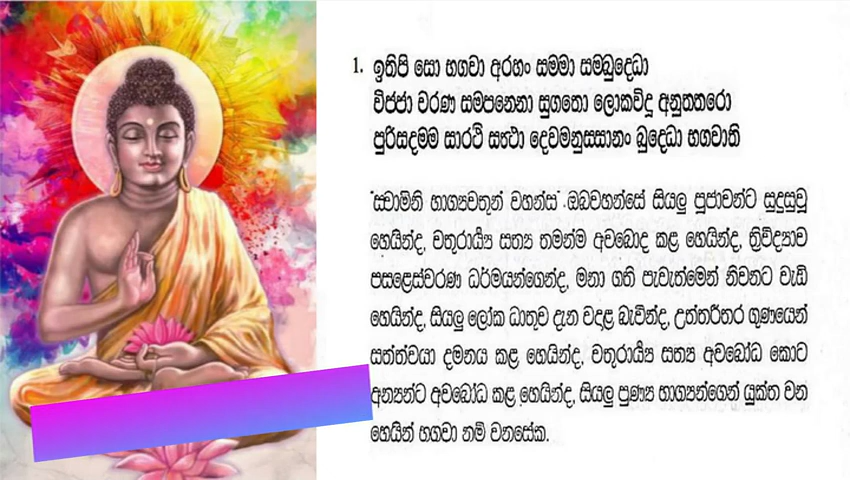 1. ඉතිපි සො භගවා අරහං සම්මා සම්බුද්ධො
විජ්ජා චරණ සම්පන්නො සුගතො ලොකවිදූ අනුත්තරො
පුරිසදම්ම සාරථි සත්ථා දෙවමනුස්සානං බුද්ධො භගවාති
"ස්වාමිනි භාග්‍යවතුන් වහන්ස" ඔබවහන්සේ සියලු පූජාවන්ට සුදුසුවූ
හෙයින්ද, චතුරාර්ය්‍ය සත්‍ය තමන්ම අවබොද කළ හෙයින්ද, ත්‍රිවිද්‍යාව
පසළෙස්චරණ ධර්මයන්ගෙන්ද, මනා ගති පැවැත්මෙන් නිවනට වැඩි
හෙයින්ද, සියලු ලෝක ධාතුව දැන වදාළ බැවින්ද, උත්තරීතර ගුණයෙන්
සත්ත්වයා දමනය කළ හෙයින්ද, චතුරාර්ය්‍ය සත්‍ය අවබෝධ කොට
අන්‍යන්ට අවබෝධ කළ හෙයින්ද, සියලු පුණ්‍ය භාග්‍යන්ගෙන් යුක්ත වන
හෙයින් භගවා නම් වනසේක.